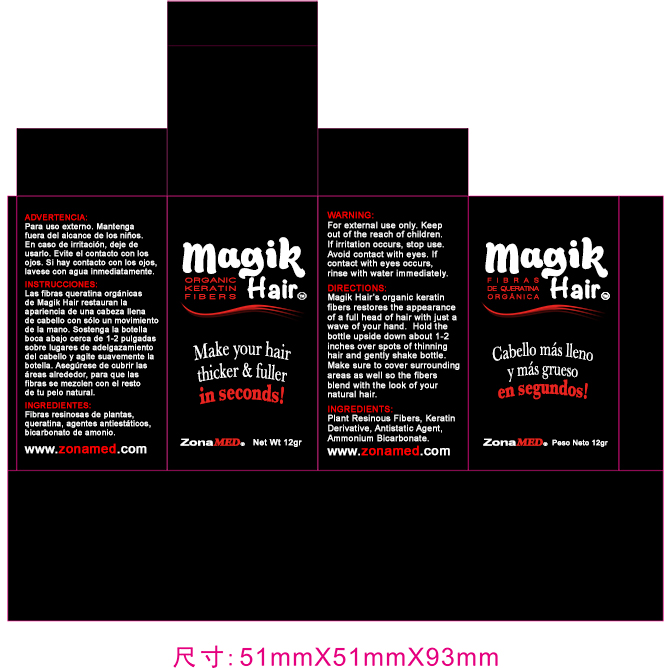 ADVERTENCIA:
Para uso externo. Mantenga
fuera del alcance de los niños.
En caso de irritación, deje de
usarlo. Evite el contacto con los
ojos. Si hay contacto con los ojos,
lavese con agua inmediatamente.
INSTRUCCIONES:
Las fibras queratina orgánicas
de Magik Hair restauran la
apariencia de una cabeza llena
de cabello con sólo un movimiento
de la mano. Sostenga la botella
boca abajo cerca de 1-2 pulgadas
sobre lugares de adelgazamiento
del cabello y agite suavemente la
botella. Asegúrese de cubrir las
áreas alrededor, para que las
fibras se mezclen con el resto
de tu pelo natural.
INGREDIENTES:
Fibras resinosas de plantas,
queratina, agentes antiestáticos,
bicarbonato de amonio.
www.zonamed.com
Magik
ORGANIC
KERATIN
FIBERS
Hair™
Make your hair
thicker & fuller
in seconds!
ZonaMED® Net Wt 12gr
WARNING:
For external use only. Keep
out of the reach of children.
If irritation occurs, stop use.
Avoid contact with eyes. If
contact with eyes occurs,
rinse with water immediately.
DIRECTIONS:
Magik Hair's organic keratin
fibers restores the appearance
of a full head of hair with just a
wave of your hand. Hold the
bottle upside down about 1-2
inches over spots of thinning
hair and gently shake bottle.
Make sure to cover surrounding
areas as well so the fibers
blend with the look of your
natural hair.
INGREDIENTS:
Plant Resinous Fibers, Keratin
Derivative, Antistatic Agent,
Ammonium Bicarbonate.
www.zonamed.com
Magik
FIBRAS
DE QUERATINA
ORGÁNICA
Hair™
Cabello más lleno
y más grueso
en segundos!
ZonaMED® Peso Neto 12gr
尺寸: 51mmX51mmX93mm